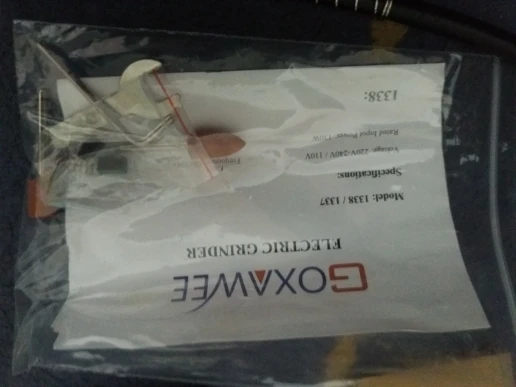 GOXAWEE
ELECTRIC GRINDER
Model: 1338 / 1337
Specifications:
Voltage 220V-240V / 110V
Rated Input Power:
1338: